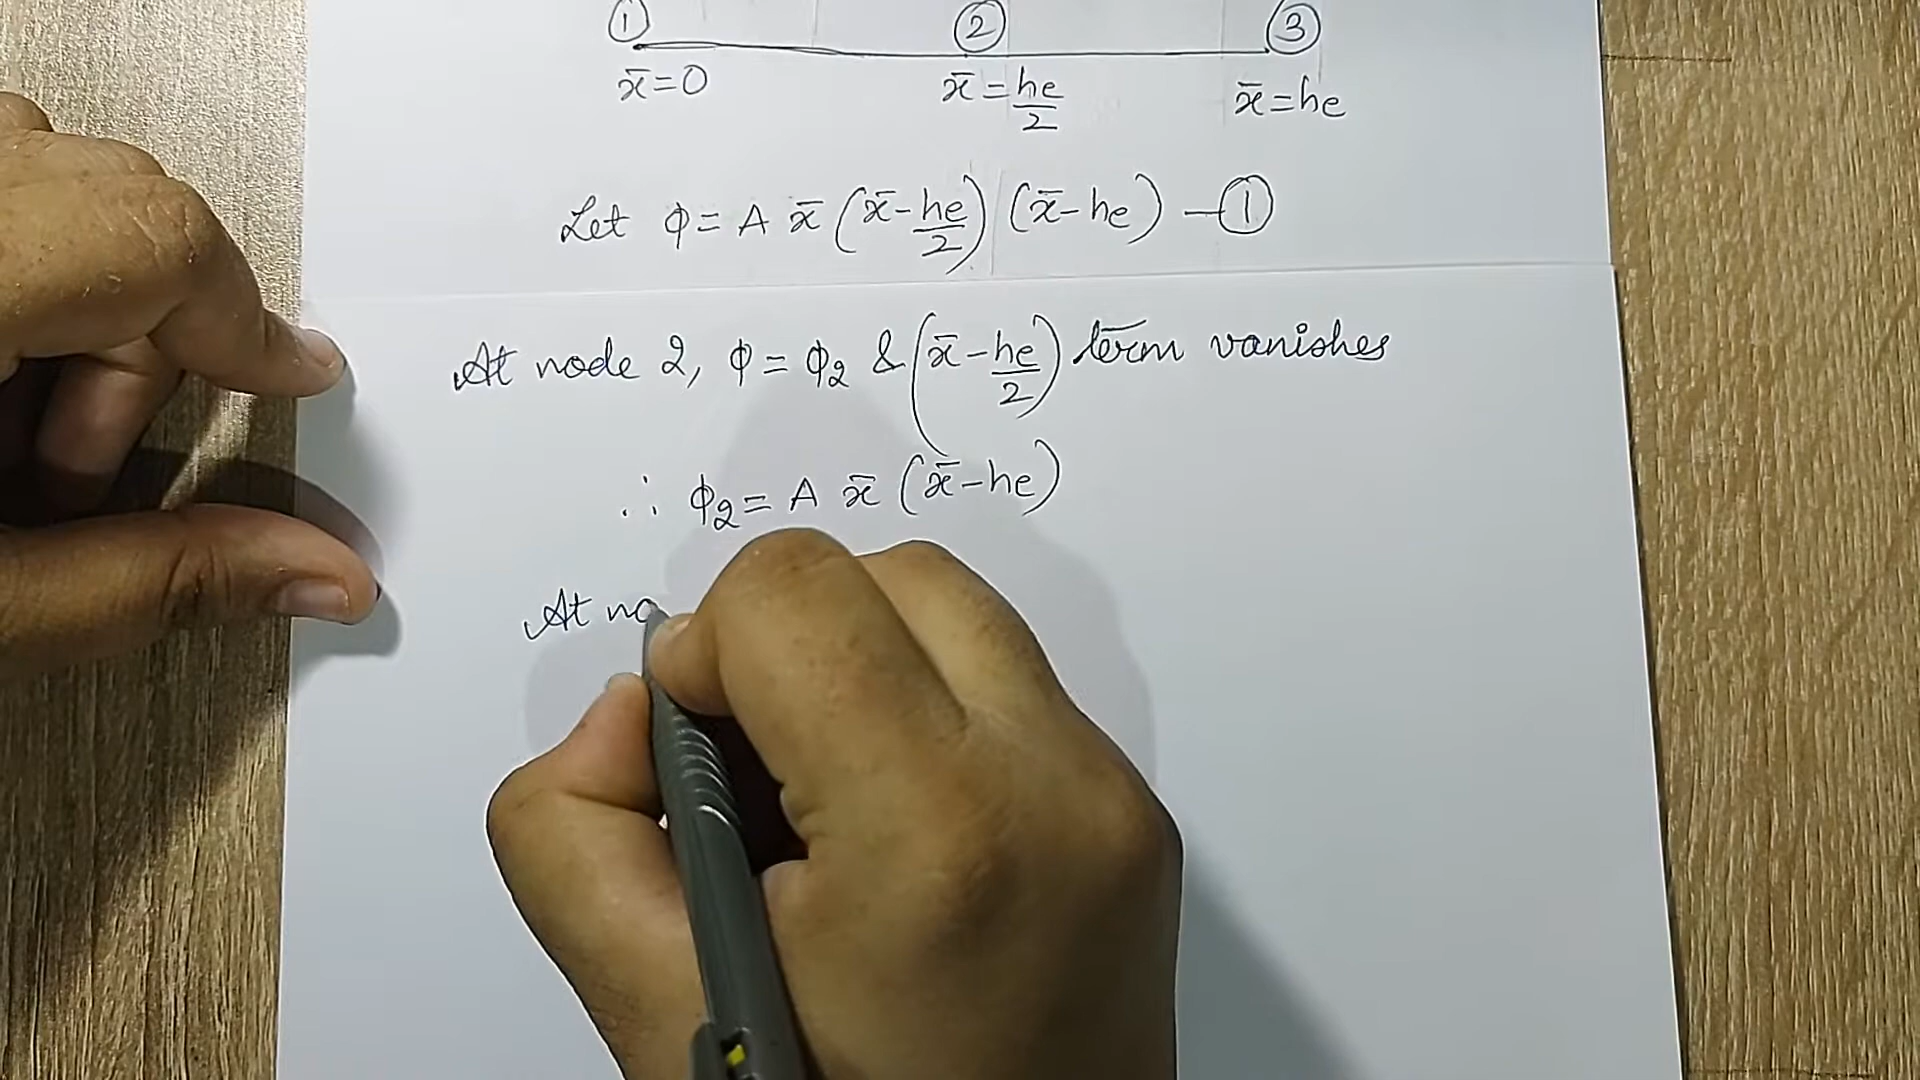 ① ② ③
x̄=0 x̄=he/2 x̄=he
Let φ= A x̄ (x̄-he/2) (x̄-he) —①
At node 2, φ = φ₂ & (x̄-he/2) term vanishes
∴ φ₂= A x̄ (x̄-he)
At no